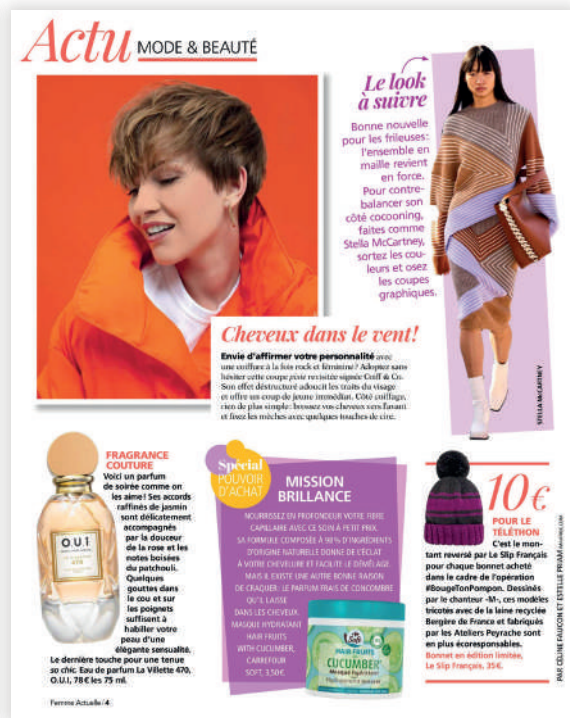 Actu MODE & BEAUTÉ
Le look
à suivre
Bonne nouvelle
pour les frileuses:
l'ensemble en
maille revient
en force.
Pour contre-
balancer son
côté cocooning,
faites comme
Stella McCartney,
sortez les cou-
leurs et osez
les coupes
graphiques.
STELLA McCARTNEY
Cheveux dans le vent!
Envie d'affirmer votre personnalité avec
une coiffure à la fois rock et féminine? Adoptez sans
hésiter cette coupe pixie revisitée signée Coiff & Co.
Son effet déstructuré adoucit les traits du visage
et offre un coup de jeune immédiat. Côté coiffage,
rien de plus simple: brossez vos cheveux vers l'avant
et fixez les mèches avec quelques touches de cire.
FRAGRANCE
COUTURE
Voici un parfum
de soirée comme on
les aime! Ses accords
raffinés de jasmin
sont délicatement
accompagnés
par la douceur
de la rose et les
notes boisées
du patchouli.
Quelques
gouttes dans
le cou et sur
les poignets
suffisent à
habiller votre
peau d'une
élégante sensualité.
Le dernière touche pour une tenue
so chic. Eau de parfum La Villette 470,
O.U.I, 78€ les 75 ml.
O.U.I
470
Spécial
POUVOIR
D'ACHAT
MISSION
BRILLANCE
NOURRISSEZ EN PROFONDEUR VOTRE FIBRE
CAPILLAIRE AVEC CE SOIN À PETIT PRIX.
SA FORMULE COMPOSÉE À 98% D'INGRÉDIENTS
D'ORIGINE NATURELLE DONNE DE L'ÉCLAT
À VOTRE CHEVELURE ET FACILITE LE DÉMÊLAGE
MAIS IL EXISTE UNE AUTRE BONNE RAISON
DE CRAQUER: LE PARFUM FRAIS DE CONCOMBRE
QU'IL LAISSE
DANS LES CHEVEUX.
MASQUE HYDRATANT
HAIR FRUITS
WITH CUCUMBER,
CARREFOUR
SOFT, 3,50€.
Soft
HAIR FRUITS
CUCUMBER
Masque hydratant
10€
POUR LE
TÉLÉTHON
C'est le mon-
tant reversé par Le Slip Français
pour chaque bonnet acheté
dans le cadre de l'opération
#BougeTonPompon. Dessinés
par le chanteur -M-, ces modèles
tricotés avec de la laine recyclée
Bergère de France et fabriqués
par les Ateliers Peyrache sont
en plus écoresponsables.
Bonnet en édition limitée,
Le Slip Français, 35€.
PAR CÉLINE FAUCON ET ESTELLE PRIAM
Femme Actuelle / 4